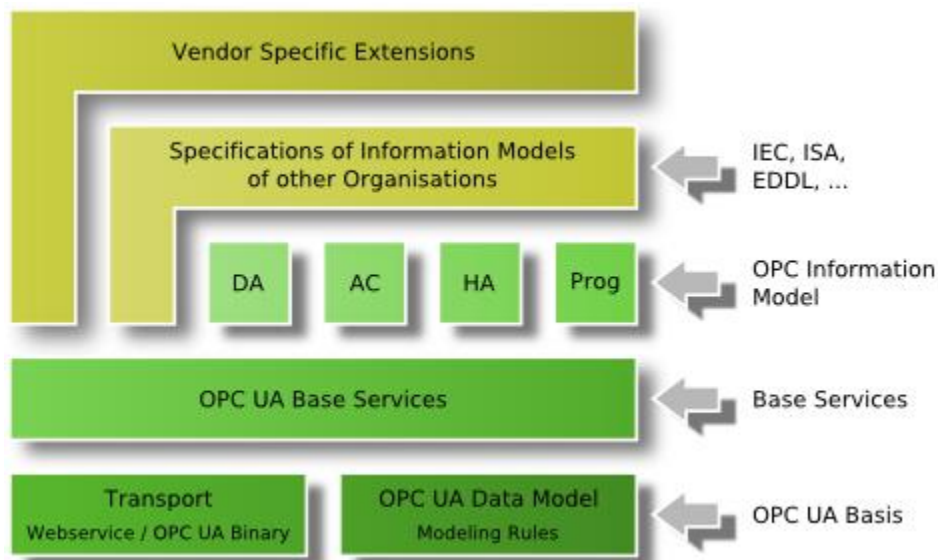 Vendor Specific Extensions
Specifications of Information Models
of other Organisations
IEC, ISA,
EDDL, ...
DA
AC
HA
Prog
OPC Information
Model
OPC UA Base Services
Base Services
Transport
Webservice / OPC UA Binary
OPC UA Data Model
Modeling Rules
OPC UA Basis